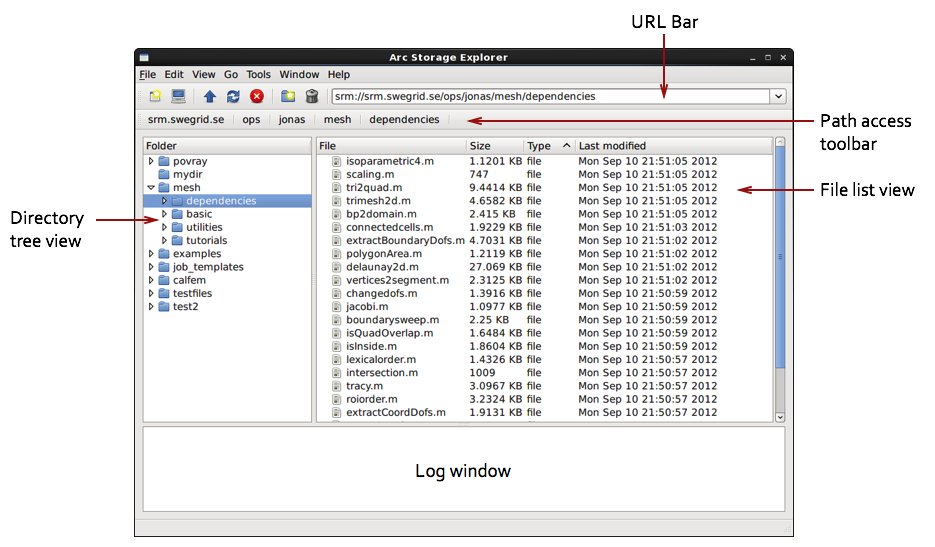 URL Bar
Arc Storage Explorer
File Edit View Go Tools Window Help
srm://srm.swegrid.se/ops/jonas/mesh/dependencies
srm.swegrid.se ops jonas mesh dependencies
Path access
toolbar
Folder
povray
mydir
mesh
dependencies
basic
utilities
tutorials
examples
job_templates
calfem
testfiles
test2
File Size Type Last modified
isoparametric4.m 1.1201 KB file Mon Sep 10 21:51:05 2012
scaling.m 747 file Mon Sep 10 21:51:05 2012
tri2quad.m 9.4414 KB file Mon Sep 10 21:51:05 2012
trimesh2d.m 4.6582 KB file Mon Sep 10 21:51:05 2012
bp2domain.m 2.415 KB file Mon Sep 10 21:51:05 2012
connectedcells.m 1.9229 KB file Mon Sep 10 21:51:03 2012
extractBoundaryDofs.m 4.7031 KB file Mon Sep 10 21:51:02 2012
polygonArea.m 1.2119 KB file Mon Sep 10 21:51:02 2012
delaunay2d.m 27.069 KB file Mon Sep 10 21:51:02 2012
vertices2segment.m 2.3125 KB file Mon Sep 10 21:51:02 2012
changedofs.m 1.3916 KB file Mon Sep 10 21:50:59 2012
jacobi.m 1.0977 KB file Mon Sep 10 21:50:59 2012
boundarysweep.m 2.25 KB file Mon Sep 10 21:50:59 2012
isQuadOverlap.m 1.6484 KB file Mon Sep 10 21:50:59 2012
isInside.m 1.8604 KB file Mon Sep 10 21:50:59 2012
lexicalorder.m 1.4326 KB file Mon Sep 10 21:50:57 2012
intersection.m 1009 file Mon Sep 10 21:50:57 2012
tracy.m 3.0967 KB file Mon Sep 10 21:50:57 2012
roiorder.m 3.2324 KB file Mon Sep 10 21:50:57 2012
extractCoordDofs.m 1.9131 KB file Mon Sep 10 21:50:57 2012
File list view
Directory
tree view
Log window